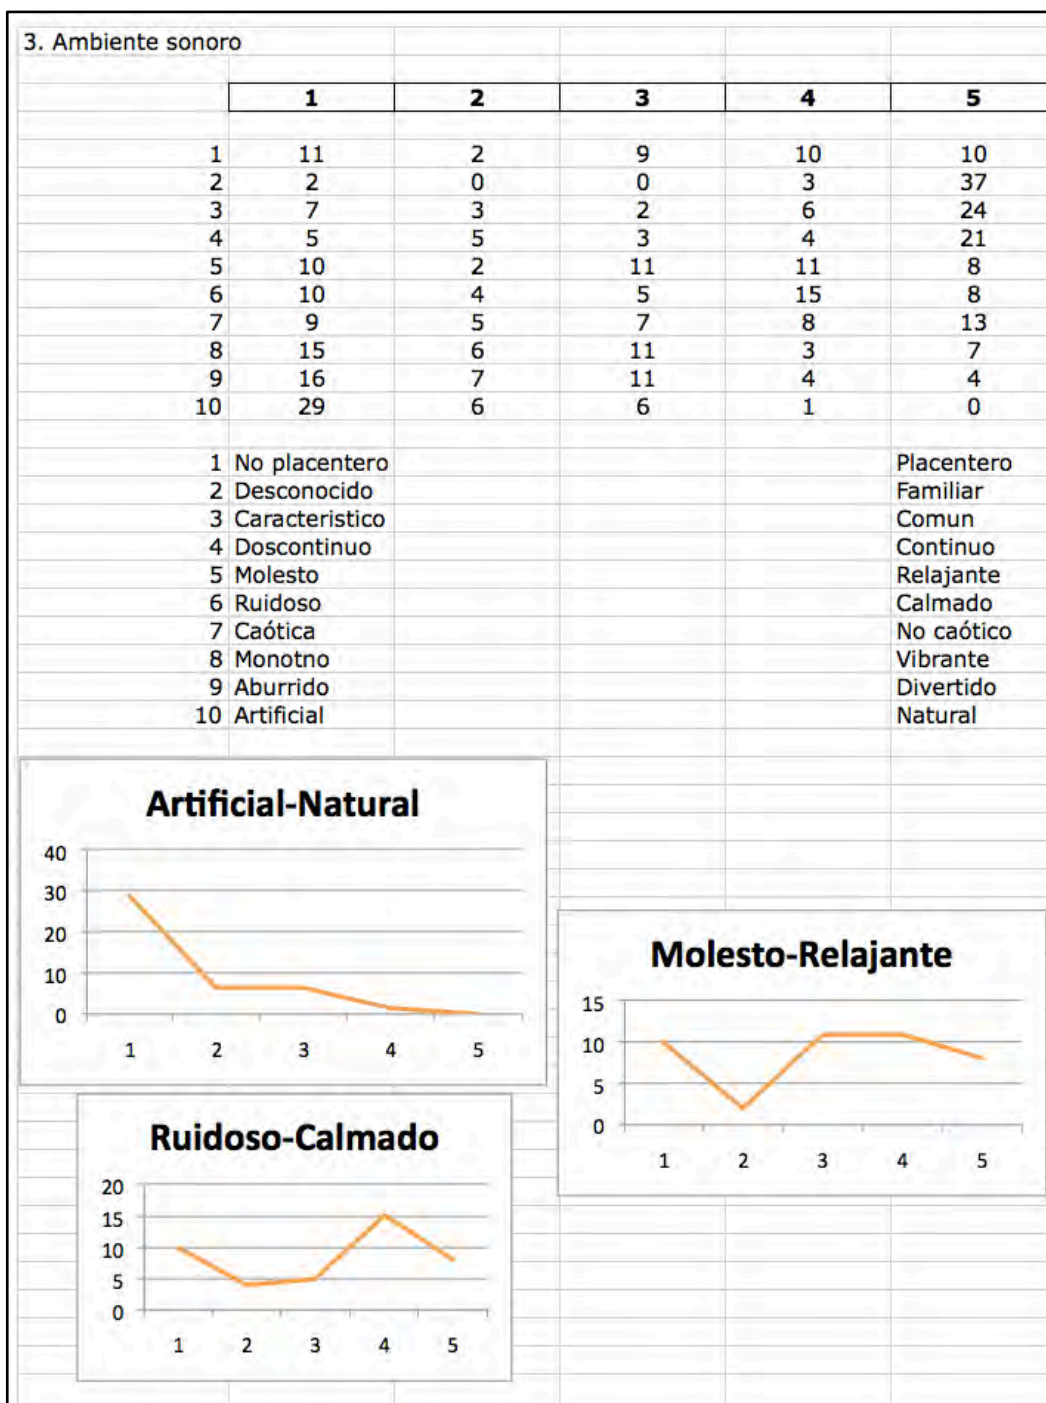 3. Ambiente sonoro
1 2 3 4 5
1 11 2 9 10 10
2 2 0 0 3 37
3 7 3 2 6 24
4 5 5 3 4 21
5 10 2 11 11 8
6 10 4 5 15 8
7 9 5 7 8 13
8 15 6 11 3 7
9 16 7 11 4 4
10 29 6 6 1 0
1 No placentero Placentero
2 Desconocido Familiar
3 Caracteristico Comun
4 Doscontinuo Continuo
5 Molesto Relajante
6 Ruidoso Calmado
7 Caótica No caótico
8 Monotno Vibrante
9 Aburrido Divertido
10 Artificial Natural
Artificial-Natural
40
30
20
10
0
1 2 3 4 5
Molesto-Relajante
15
10
5
0
1 2 3 4 5
Ruidoso-Calmado
20
15
10
5
0
1 2 3 4 5